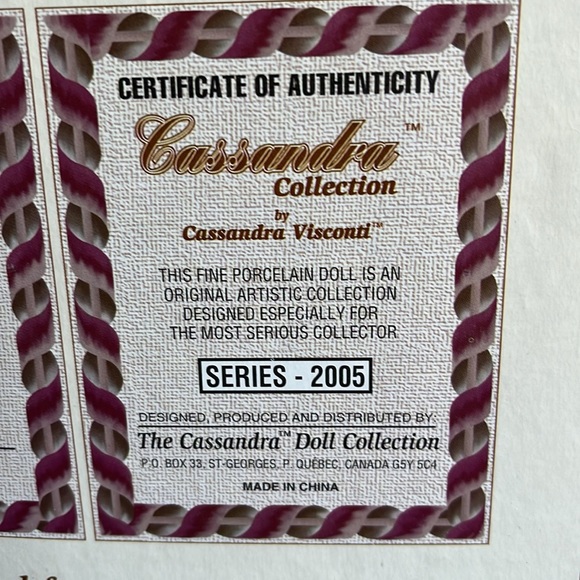 CERTIFICATE OF AUTHENTICITY
Cassandra™
Collection
by
Cassandra Visconti™
THIS FINE PORCELAIN DOLL IS AN
ORIGINAL ARTISTIC COLLECTION
DESIGNED ESPECIALLY FOR
THE MOST SERIOUS COLLECTOR
SERIES - 2005
DESIGNED, PRODUCED AND DISTRIBUTED BY:
The Cassandra™ Doll Collection
P.O. BOX 33, ST-GEORGES, P. QUÉBEC, CANADA G5Y 5C4
MADE IN CHINA